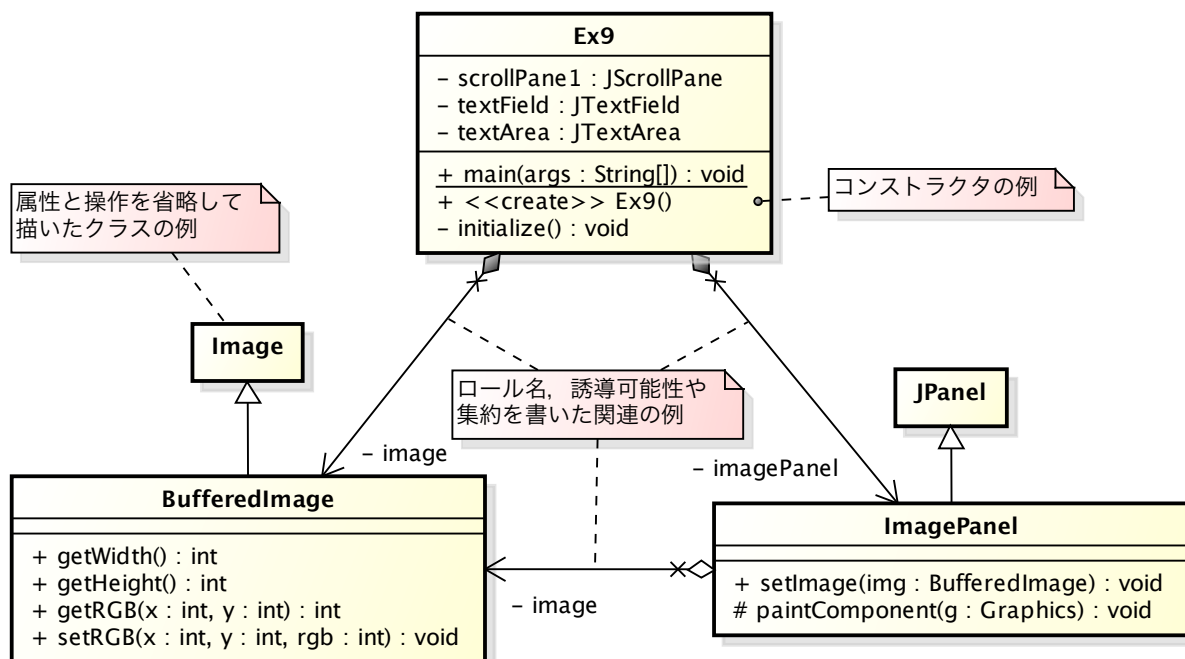 Ex9
- scrollPane1 : JScrollPane
- textField : JTextField
- textArea : JTextArea
+ main(args : String[]) : void
+ <<create>> Ex9()
- initialize() : void
コンストラクタの例
属性と操作を省略して
描いたクラスの例
Image
ロール名，誘導可能性や
集約を書いた関連の例
JPanel
- image
- imagePanel
BufferedImage
+ getWidth() : int
+ getHeight() : int
+ getRGB(x : int, y : int) : int
+ setRGB(x : int, y : int, rgb : int) : void
- image
ImagePanel
+ setImage(img : BufferedImage) : void
# paintComponent(g : Graphics) : void